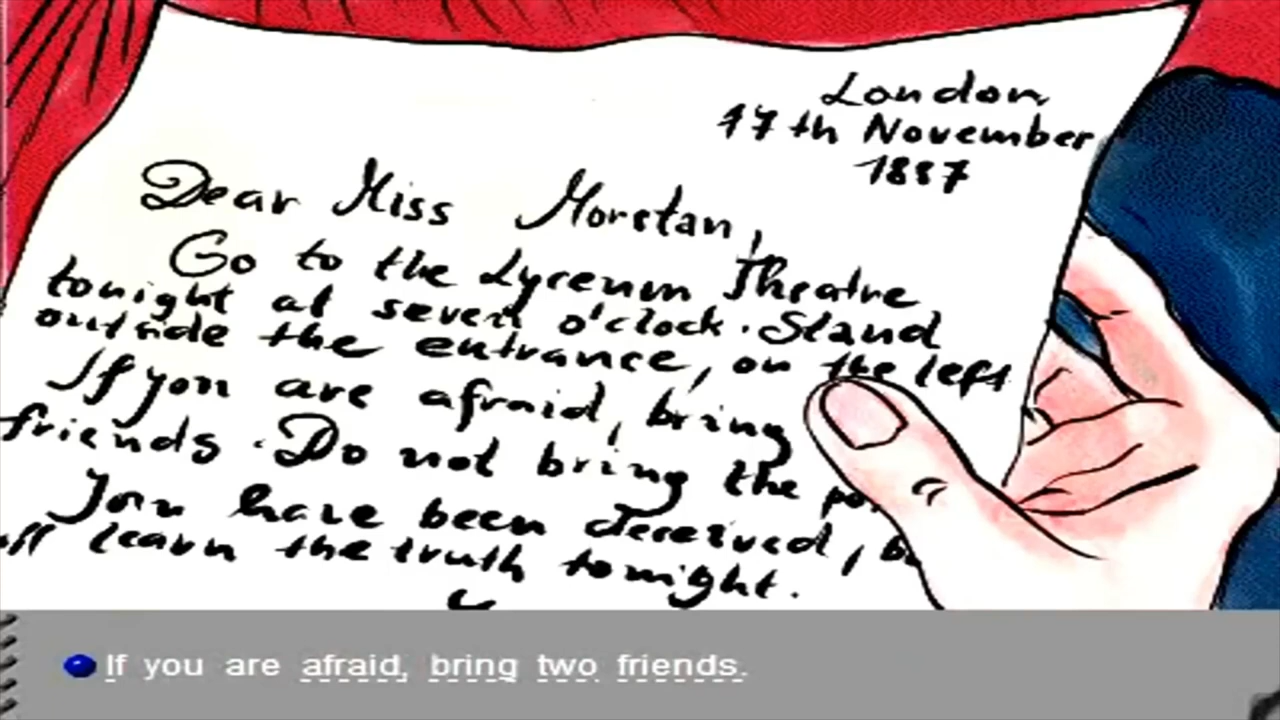 London
17th November
1887
Dear Miss Morstan,
Go to the Lyceum Theatre
tonight at seven o'clock. Stand
outside the entrance, on the left
If you are afraid, bring
friends. Do not bring the
You have been deceived,
learn the truth tonight.
If you are afraid, bring two friends.